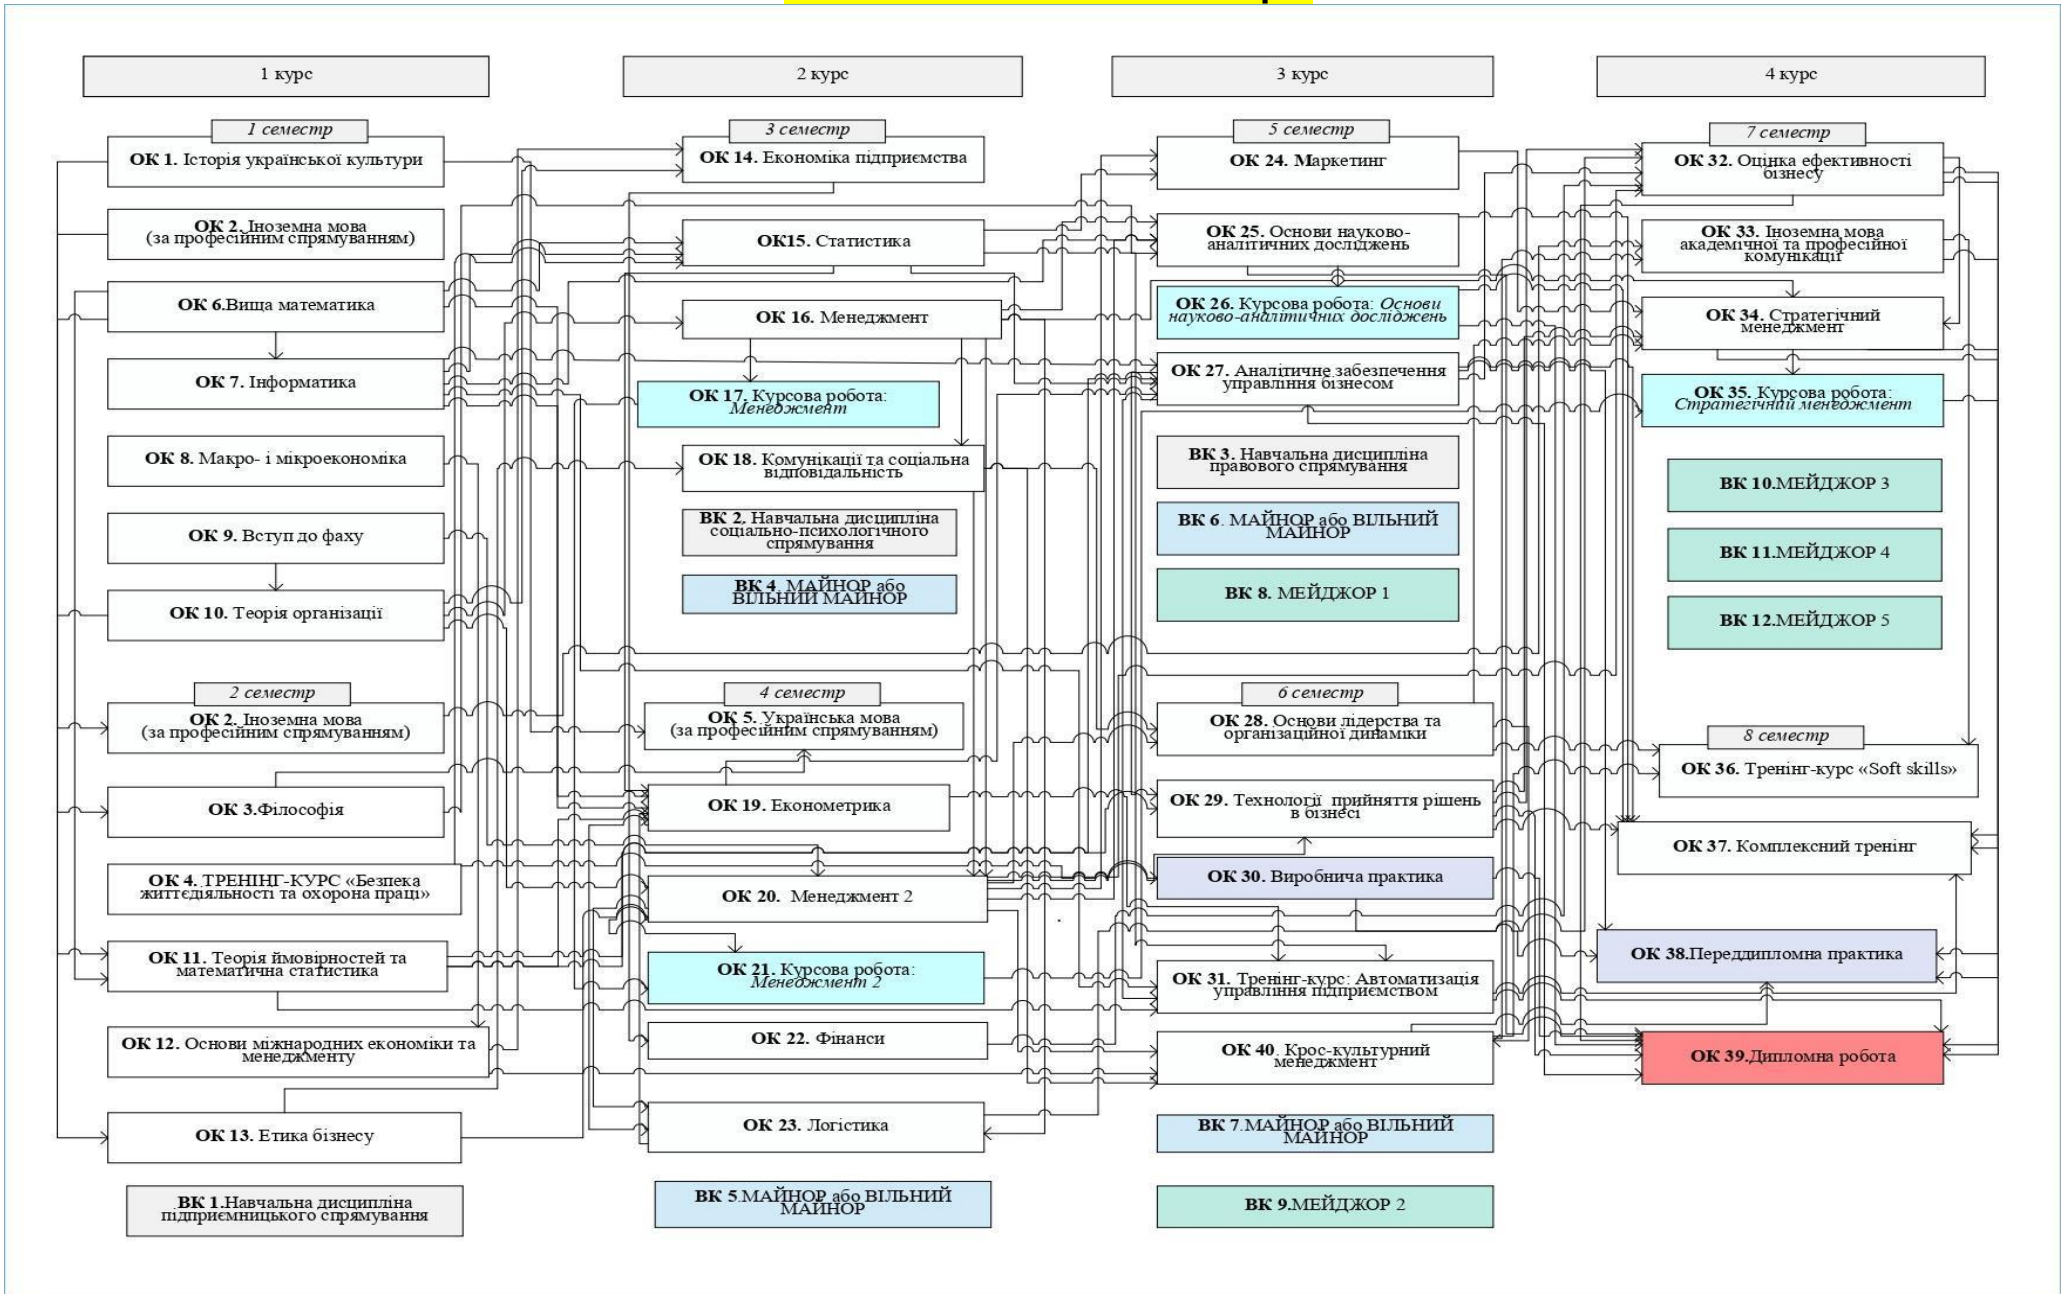 1 курс
2 курс
3 курс
4 курс
1 семестр
ОК 1. Історія української культури
ОК 2. Іноземна мова
(за професійним спрямуванням)
ОК 6.Вища математика
ОК 7. Інформатика
ОК 8. Макро- і мікроекономіка
ОК 9. Вступ до фаху
ОК 10. Теорія організації
2 семестр
ОК 2. Іноземна мова
(за професійним спрямуванням)
ОК 3.Філософія
ОК 4. ТРЕНІНГ-КУРС «Безпека
життєдіяльності та охорона праці»
ОК 11. Теорія ймовірностей та
математична статистика
ОК 12. Основи міжнародних економіки та
менеджменту
ОК 13. Етика бізнесу
ВК 1.Навчальна дисципліна
підприємницького спрямування
3 семестр
ОК 14. Економіка підприємства
ОК15. Статистика
ОК 16. Менеджмент
ОК 17. Курсова робота:
Менеджмент
ОК 18. Комунікації та соціальна
відповідальність
ВК 2. Навчальна дисципліна
соціально-психологічного
спрямування
ВК 4. МАЙНОР або
ВІЛЬНИЙ МАЙНОР
4 семестр
ОК 5. Українська мова
(за професійним спрямуванням)
ОК 19. Економетрика
ОК 20. Менеджмент 2
ОК 21. Курсова робота:
Менеджмент 2
ОК 22. Фінанси
ОК 23. Логістика
ВК 5.МАЙНОР або ВІЛЬНИЙ
МАЙНОР
5 семестр
ОК 24. Маркетинг
ОК 25. Основи науково-
аналітичних досліджень
ОК 26. Курсова робота: Основи
науково-аналітичних досліджень
ОК 27. Аналітичне забезпечення
управління бізнесом
ВК 3. Навчальна дисципліна
правового спрямування
ВК 6. МАЙНОР або ВІЛЬНИЙ
МАЙНОР
ВК 8. МЕЙДЖОР 1
6 семестр
ОК 28. Основи лідерства та
організаційної динаміки
ОК 29. Технології прийняття рішень
в бізнесі
ОК 30. Виробнича практика
ОК 31. Тренінг-курс: Автоматизація
управління підприємством
ОК 40. Крос-культурний
менеджмент
ВК 7.МАЙНОР або ВІЛЬНИЙ
МАЙНОР
ВК 9.МЕЙДЖОР 2
7 семестр
ОК 32. Оцінка ефективності
бізнесу
ОК 33. Іноземна мова
академічної та професійної
комунікації
ОК 34. Стратегічний
менеджмент
ОК 35. Курсова робота:
Стратегічний менеджмент
ВК 10.МЕЙДЖОР 3
ВК 11.МЕЙДЖОР 4
ВК 12.МЕЙДЖОР 5
8 семестр
ОК 36. Тренінг-курс «Soft skills»
ОК 37. Комплексний тренінг
ОК 38.Переддипломна практика
ОК 39.Дипломна робота